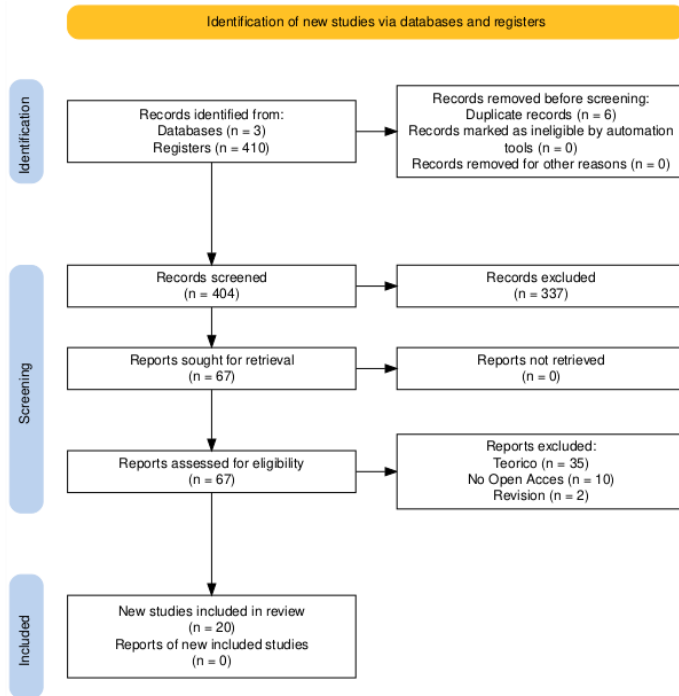 Identification of new studies via databases and registers
Identification
Records identified from:
Databases (n = 3)
Registers (n = 410)
Records removed before screening:
Duplicate records (n = 6)
Records marked as ineligible by automation
tools (n = 0)
Records removed for other reasons (n = 0)
Screening
Records screened
(n = 404)
Records excluded
(n = 337)
Reports sought for retrieval
(n = 67)
Reports not retrieved
(n = 0)
Reports assessed for eligibility
(n = 67)
Reports excluded:
Teorico (n = 35)
No Open Acces (n = 10)
Revision (n = 2)
Included
New studies included in review
(n = 20)
Reports of new included studies
(n = 0)